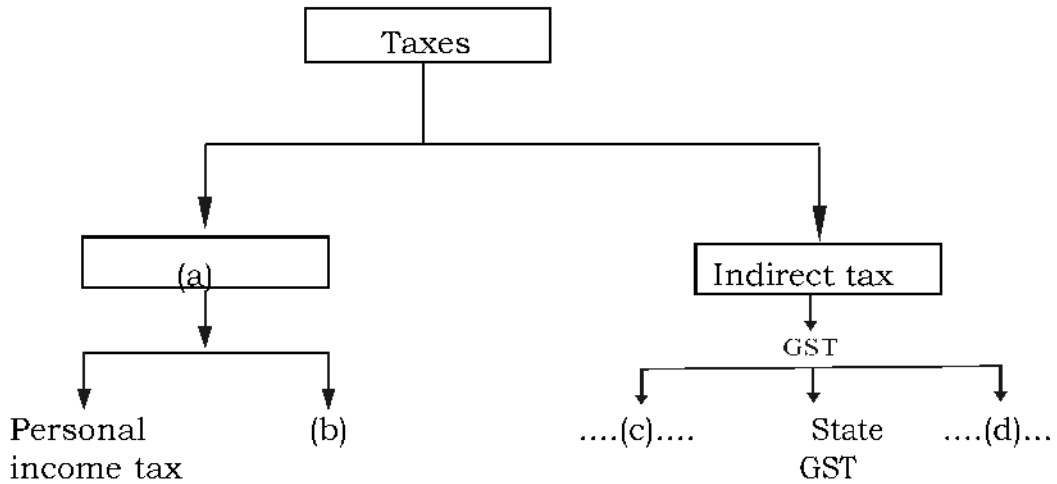 Taxes
(a)
Indirect tax
GST
Personal
income tax
(b)
....(c)....
State
GST
....(d)...